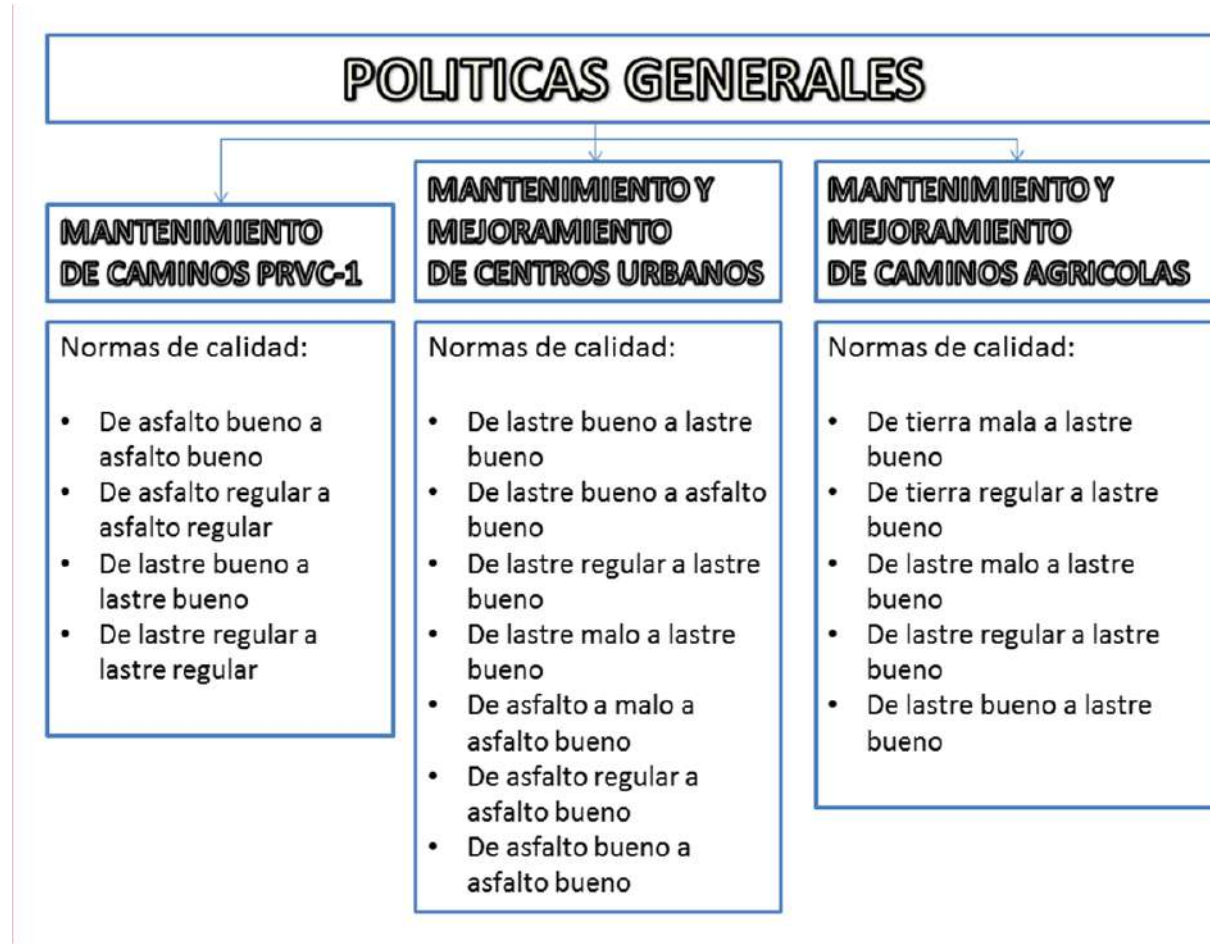 POLITICAS GENERALES
MANTENIMIENTO
DE CAMINOS PRVC-1
Normas de calidad:
• De asfalto bueno a
asfalto bueno
• De asfalto regular a
asfalto regular
• De lastre bueno a
lastre bueno
• De lastre regular a
lastre regular
MANTENIMIENTO Y
MEJORAMIENTO
DE CENTROS URBANOS
Normas de calidad:
• De lastre bueno a lastre
bueno
• De lastre bueno a asfalto
bueno
• De lastre regular a lastre
bueno
• De lastre malo a lastre
bueno
• De asfalto a malo a
asfalto bueno
• De asfalto regular a
asfalto bueno
• De asfalto bueno a
asfalto bueno
MANTENIMIENTO Y
MEJORAMIENTO
DE CAMINOS AGRICOLAS
Normas de calidad:
• De tierra mala a lastre
bueno
• De tierra regular a lastre
bueno
• De lastre malo a lastre
bueno
• De lastre regular a lastre
bueno
• De lastre bueno a lastre
bueno